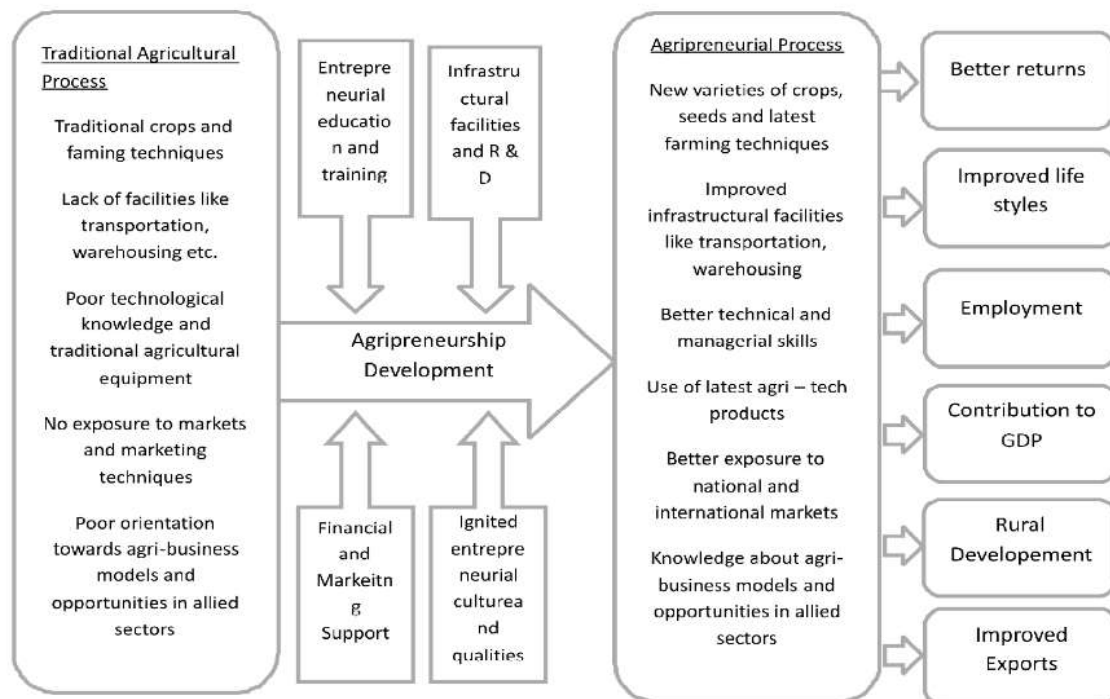 Traditional Agricultural
Process
Traditional crops and
faming techniques
Lack of facilities like
transportation,
warehousing etc.
Poor technological
knowledge and
traditional agricultural
equipment
No exposure to markets
and marketing
techniques
Poor orientation
towards agri-business
models and
opportunities in allied
sectors
Entrepre
neurial
educatio
n and
training
Infrastru
ctural
facilities
and R &
D
Agripreneurship
Development
Financial
and
Markeitn
g
Support
Ignited
entrepre
neurial
culturea
nd
qualities
Agripreneurial Process
New varieties of crops,
seeds and latest
farming techniques
Improved
infrastructural facilities
like transportation,
warehousing
Better technical and
managerial skills
Use of latest agri – tech
products
Better exposure to
national and
international markets
Knowledge about agri-
business models and
opportunities in allied
sectors
Better returns
Improved life
styles
Employment
Contribution to
GDP
Rural
Developement
Improved
Exports